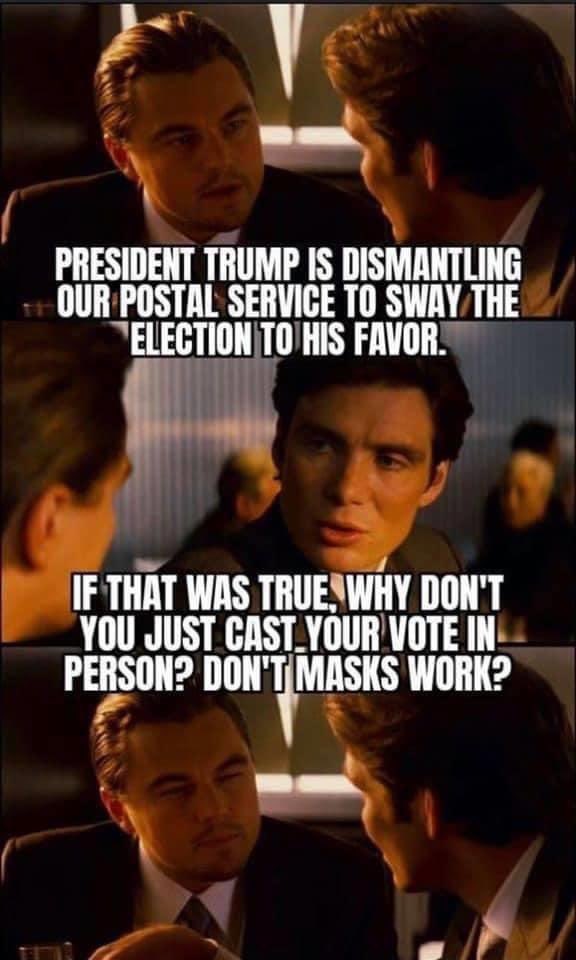 PRESIDENT TRUMP IS DISMANTLING
OUR POSTAL SERVICE TO SWAY THE
ELECTION TO HIS FAVOR.
IF THAT WAS TRUE, WHY DON'T
YOU JUST CAST YOUR VOTE IN
PERSON? DON'T MASKS WORK?